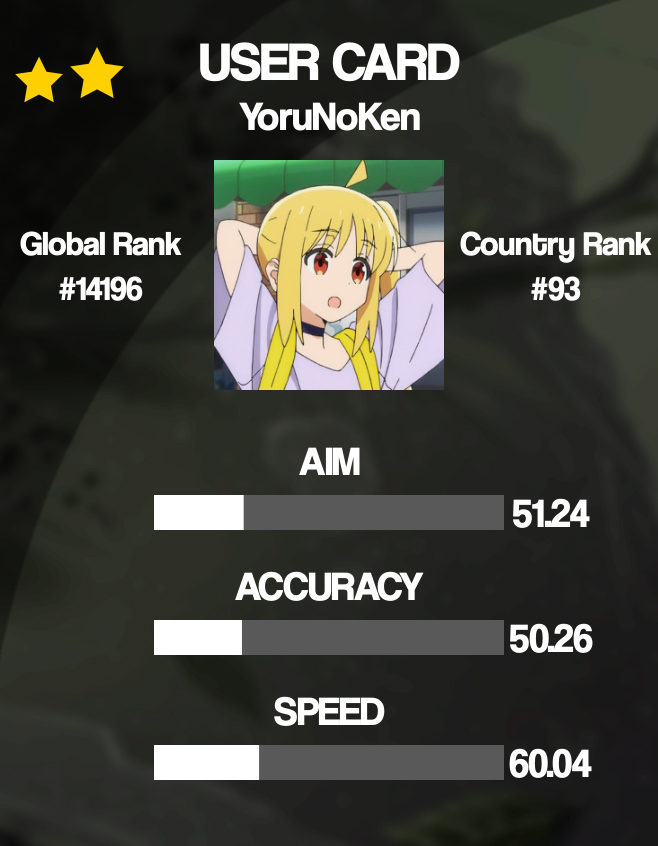 USER CARD
YoruNoKen
Global Rank
#14196
Country Rank
#93
AIM
51.24
ACCURACY
50.26
SPEED
60.04